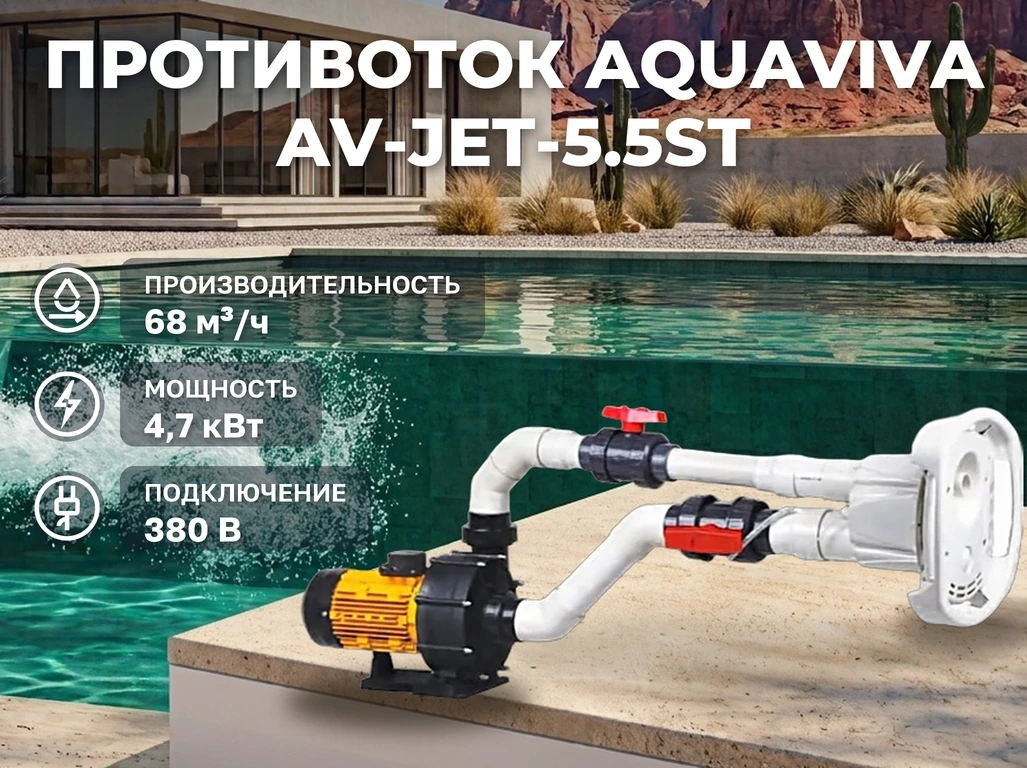 ПРОТИВОТОК AQUAVIVA
AV-JET-5.5ST
ПРОИЗВОДИТЕЛЬНОСТЬ
68 м³/ч
МОЩНОСТЬ
4,7 кВт
ПОДКЛЮЧЕНИЕ
380 В